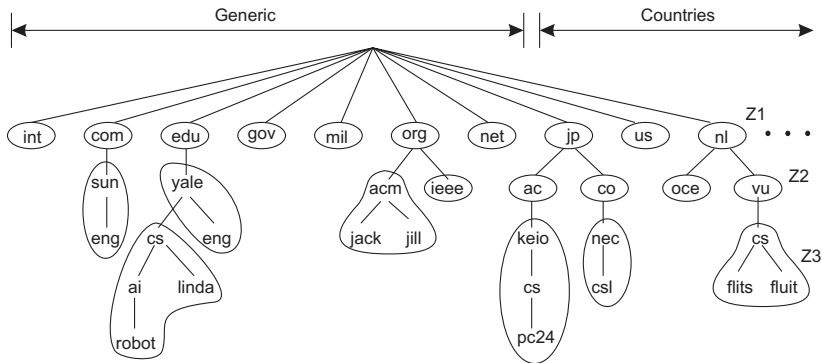 Generic Countries
int com edu gov mil org net jp us nl Z1 • • •
sun yale acm ieee ac co oce vu Z2
eng cs eng jack jill keio nec cs Z3
ai linda cs csl flits fluit
robot pc24